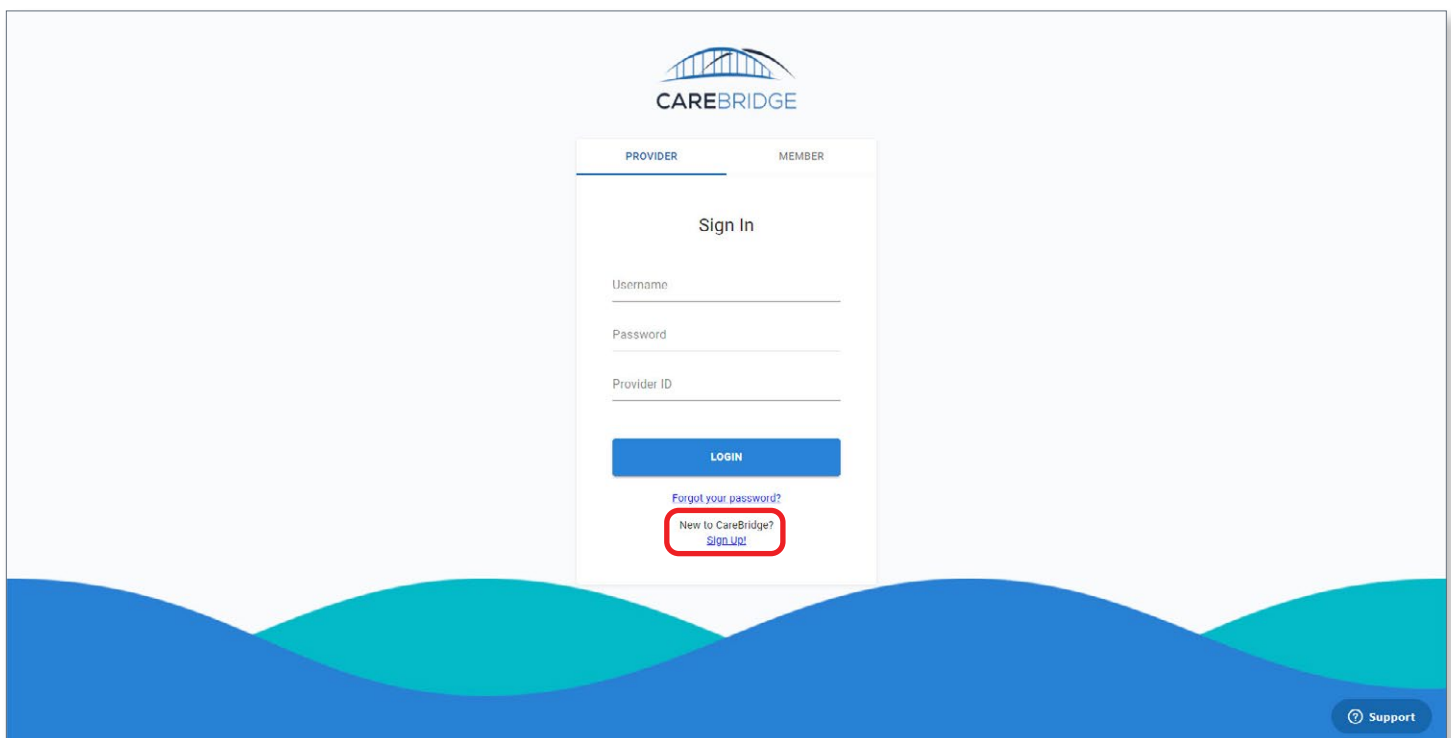 CAREBRIDGE
PROVIDER MEMBER
Sign In
Username
Password
Provider ID
LOGIN
Forgot your password?
New to CareBridge?
Sign Up!
Support